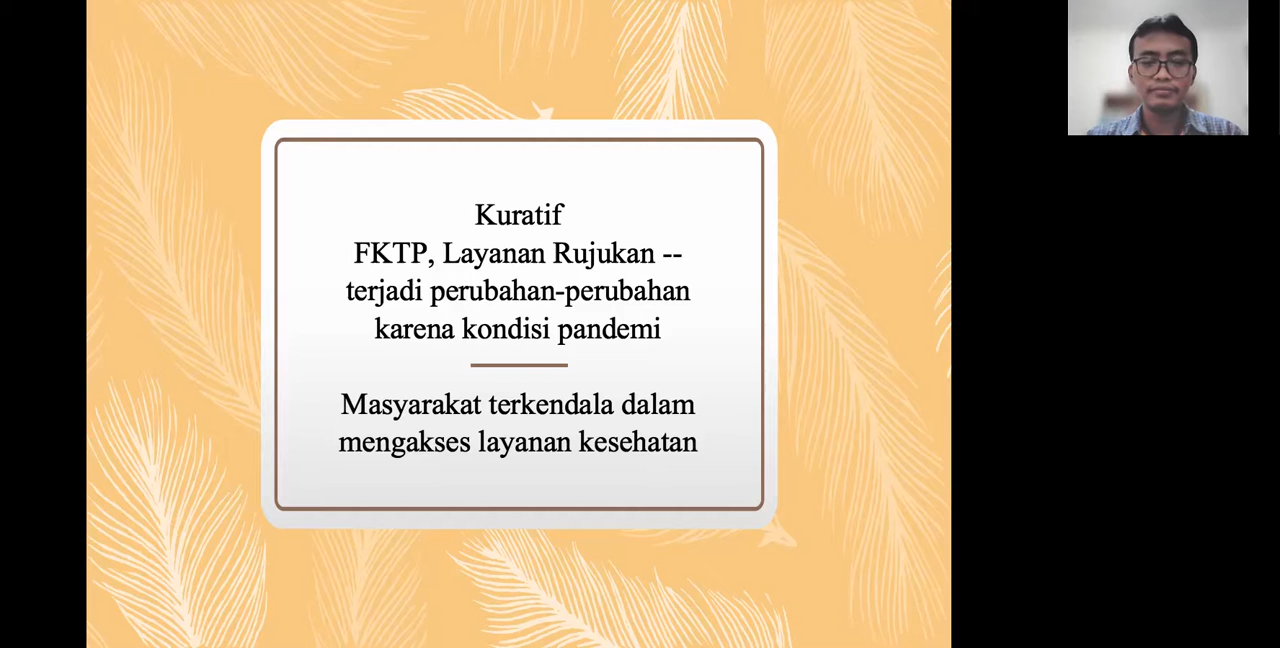 Kuratif
FKTP, Layanan Rujukan --
terjadi perubahan-perubahan
karena kondisi pandemi
Masyarakat terkendala dalam
mengakses layanan kesehatan